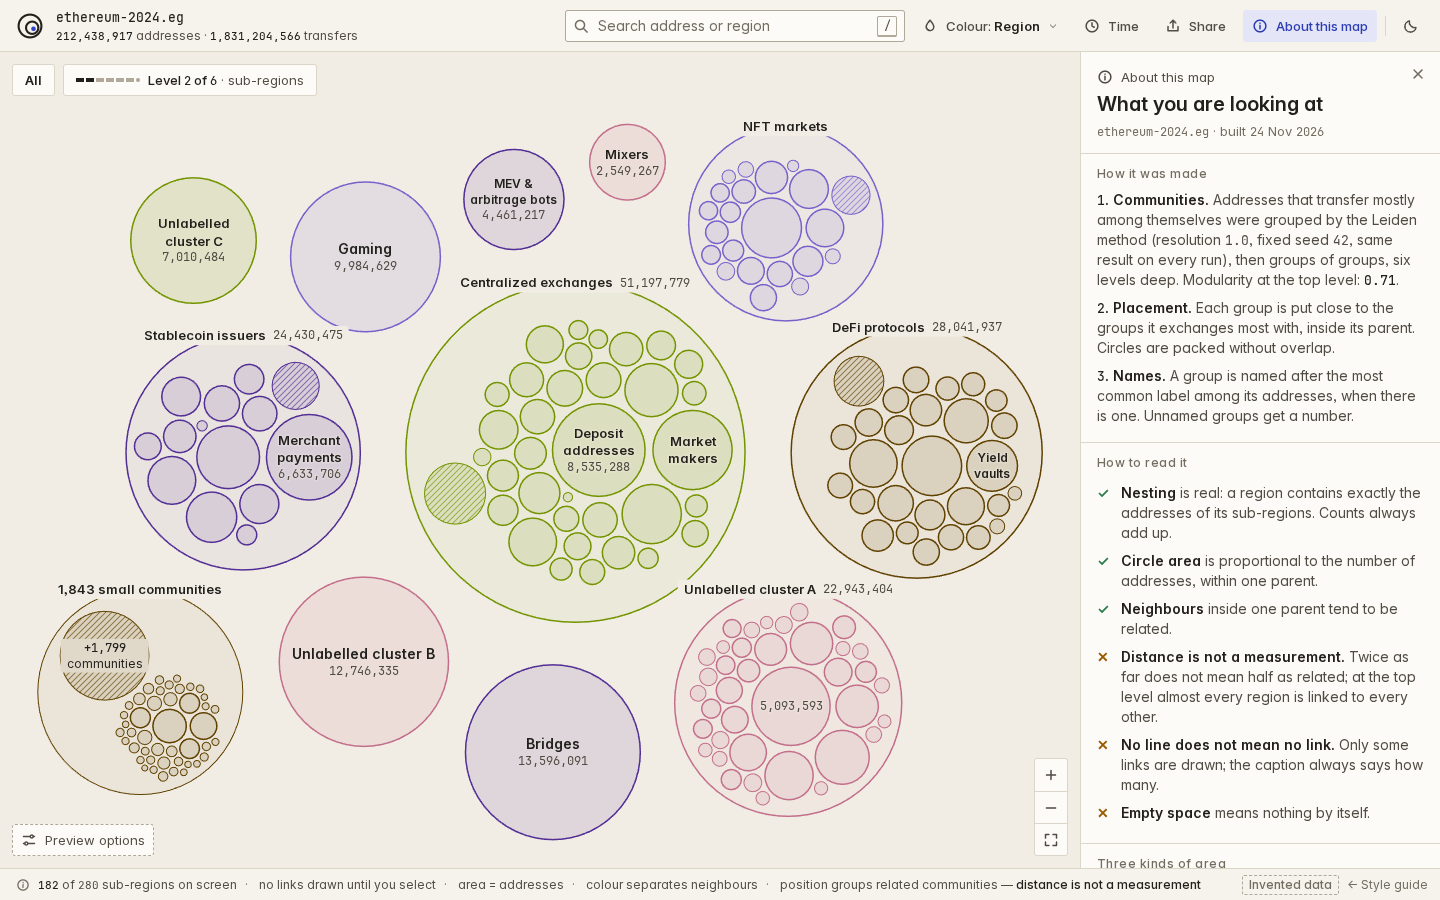 ethereum-2024.eg
212,438,917 addresses · 1,831,204,566 transfers
Search address or region
/
Colour: Region
Time
Share
About this map
All
Level 2 of 6 · sub-regions
NFT markets
Mixers
2,549,267
MEV &
arbitrage bots
4,461,217
Unlabelled
cluster C
7,010,484
Gaming
9,984,629
Centralized exchanges 51,197,779
Stablecoin issuers 24,430,475
DeFi protocols 28,041,937
Merchant
payments
6,633,706
Deposit
addresses
8,535,288
Market
makers
Yield
vaults
1,843 small communities
+1,799
communities
Unlabelled cluster B
12,746,335
Unlabelled cluster A 22,943,404
5,093,593
Bridges
13,596,091
Preview options
About this map
What you are looking at
ethereum-2024.eg · built 24 Nov 2026
How it was made
1. Communities. Addresses that transfer mostly
among themselves were grouped by the Leiden
method (resolution 1.0, fixed seed 42, same
result on every run), then groups of groups, six
levels deep. Modularity at the top level: 0.71.
2. Placement. Each group is put close to the
groups it exchanges most with, inside its parent.
Circles are packed without overlap.
3. Names. A group is named after the most
common label among its addresses, when there
is one. Unnamed groups get a number.
How to read it
Nesting is real: a region contains exactly the
addresses of its sub-regions. Counts always
add up.
Circle area is proportional to the number of
addresses, within one parent.
Neighbours inside one parent tend to be
related.
Distance is not a measurement. Twice as
far does not mean half as related; at the top
level almost every region is linked to every
other.
No line does not mean no link. Only some
links are drawn; the caption always says how
many.
Empty space means nothing by itself.
Three kinds of area
182 of 280 sub-regions on screen · no links drawn until you select · area = addresses · colour separates neighbours · position groups related communities — distance is not a measurement
Invented data
← Style guide